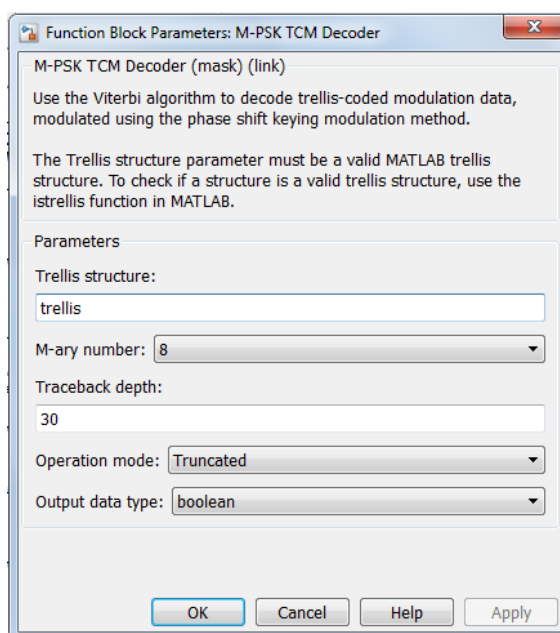 Function Block Parameters: M-PSK TCM Decoder
M-PSK TCM Decoder (mask) (link)
Use the Viterbi algorithm to decode trellis-coded modulation data,
modulated using the phase shift keying modulation method.
The Trellis structure parameter must be a valid MATLAB trellis
structure. To check if a structure is a valid trellis structure, use the
istrellis function in MATLAB.
Parameters
Trellis structure:
trellis
M-ary number: 8
Traceback depth:
30
Operation mode: Truncated
Output data type: boolean
OK Cancel Help Apply